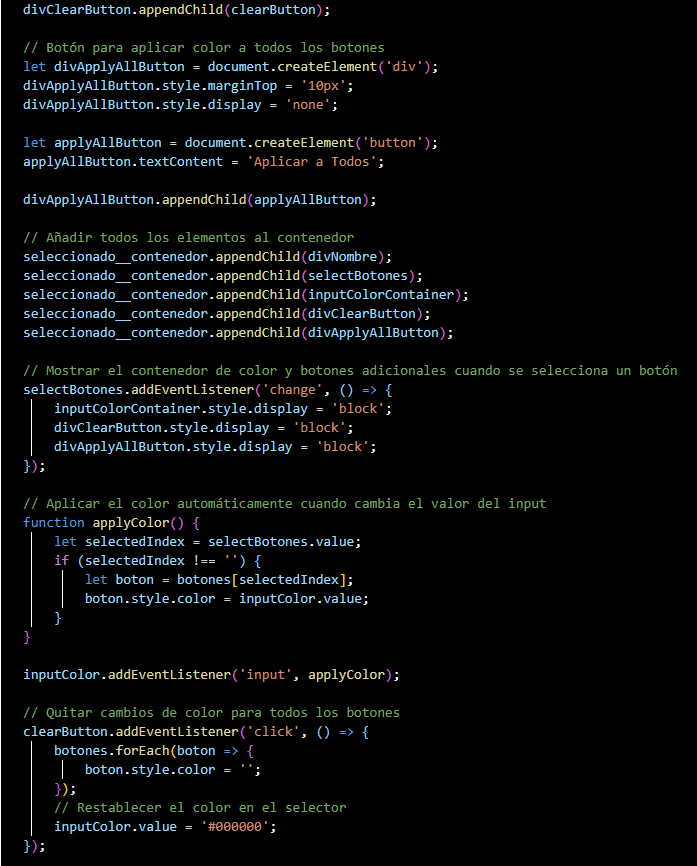 divClearButton.appendChild(clearButton);
// Botón para aplicar color a todos los botones
let divApplyAllButton = document.createElement('div');
divApplyAllButton.style.marginTop = '10px';
divApplyAllButton.style.display = 'none';
let applyAllButton = document.createElement('button');
applyAllButton.textContent = 'Aplicar a Todos';
divApplyAllButton.appendChild(applyAllButton);
// Añadir todos los elementos al contenedor
seleccionado__contenedor.appendChild(divNombre);
seleccionado__contenedor.appendChild(selectBotones);
seleccionado__contenedor.appendChild(inputColorContainer);
seleccionado__contenedor.appendChild(divClearButton);
seleccionado__contenedor.appendChild(divApplyAllButton);
// Mostrar el contenedor de color y botones adicionales cuando se selecciona un botón
selectBotones.addEventListener('change', () => {
    inputColorContainer.style.display = 'block';
    divClearButton.style.display = 'block';
    divApplyAllButton.style.display = 'block';
});
// Aplicar el color automáticamente cuando cambia el valor del input
function applyColor() {
    let selectedIndex = selectBotones.value;
    if (selectedIndex !== '') {
        let boton = botones[selectedIndex];
        boton.style.color = inputColor.value;
    }
}
inputColor.addEventListener('input', applyColor);
// Quitar cambios de color para todos los botones
clearButton.addEventListener('click', () => {
    botones.forEach(boton => {
        boton.style.color = '';
    });
    // Restablecer el color en el selector
    inputColor.value = '#000000';
});